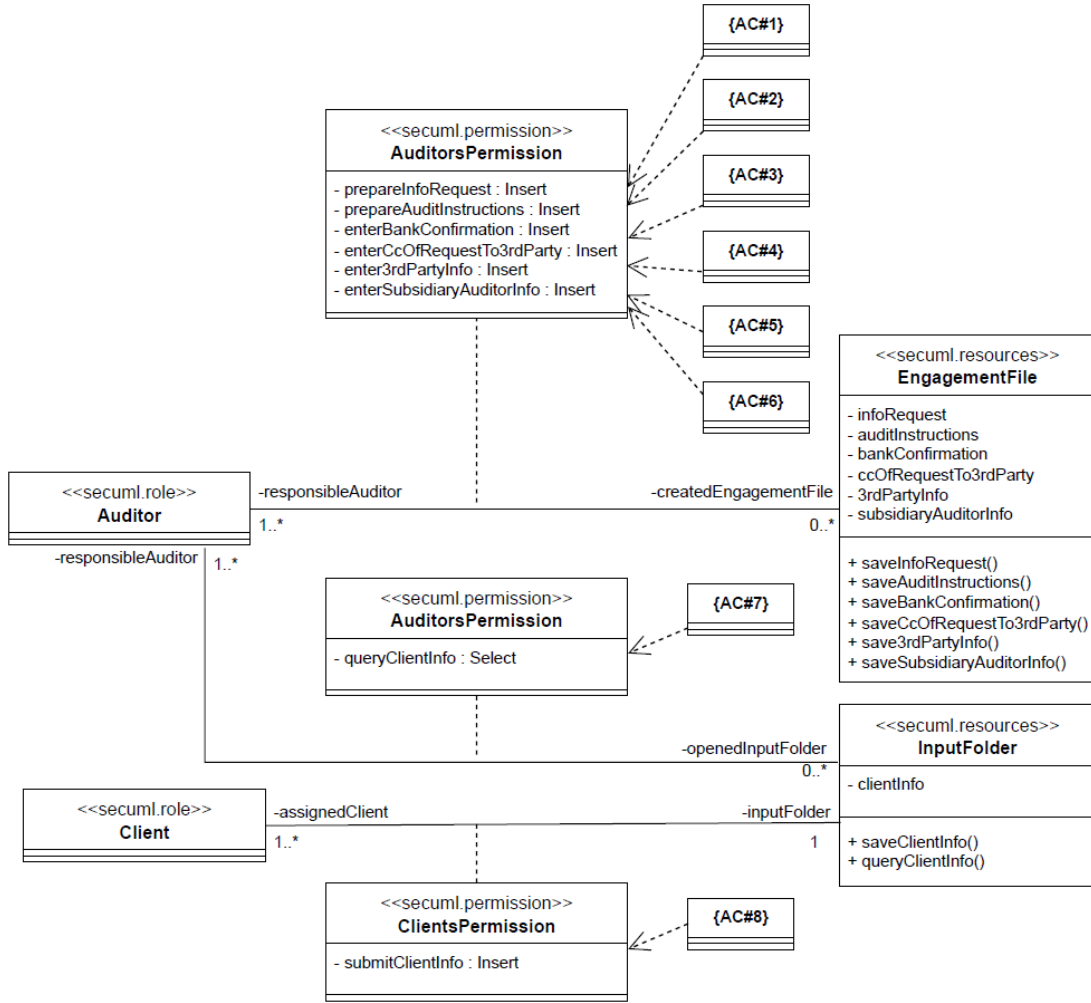 {AC#1}
{AC#2}
{AC#3}
{AC#4}
{AC#5}
{AC#6}
<<secuml.permission>>
AuditorsPermission
- prepareInfoRequest : Insert
- prepareAuditInstructions : Insert
- enterBankConfirmation : Insert
- enterCcOfRequestTo3rdParty : Insert
- enter3rdPartyInfo : Insert
- enterSubsidiaryAuditorInfo : Insert
<<secuml.resources>>
EngagementFile
- infoRequest
- auditInstructions
- bankConfirmation
- ccOfRequestTo3rdParty
- 3rdPartyInfo
- subsidiaryAuditorInfo
+ saveInfoRequest()
+ saveAuditInstructions()
+ saveBankConfirmation()
+ saveCcOfRequestTo3rdParty()
+ save3rdPartyInfo()
+ saveSubsidiaryAuditorInfo()
<<secuml.role>>
Auditor
-responsibleAuditor
1..*
-createdEngagementFile
0..*
-responsibleAuditor
1..*
<<secuml.permission>>
AuditorsPermission
- queryClientInfo : Select
{AC#7}
-openedInputFolder
0..*
<<secuml.resources>>
InputFolder
- clientInfo
+ saveClientInfo()
+ queryClientInfo()
<<secuml.role>>
Client
-assignedClient
1..*
-inputFolder
1
<<secuml.permission>>
ClientsPermission
- submitClientInfo : Insert
{AC#8}